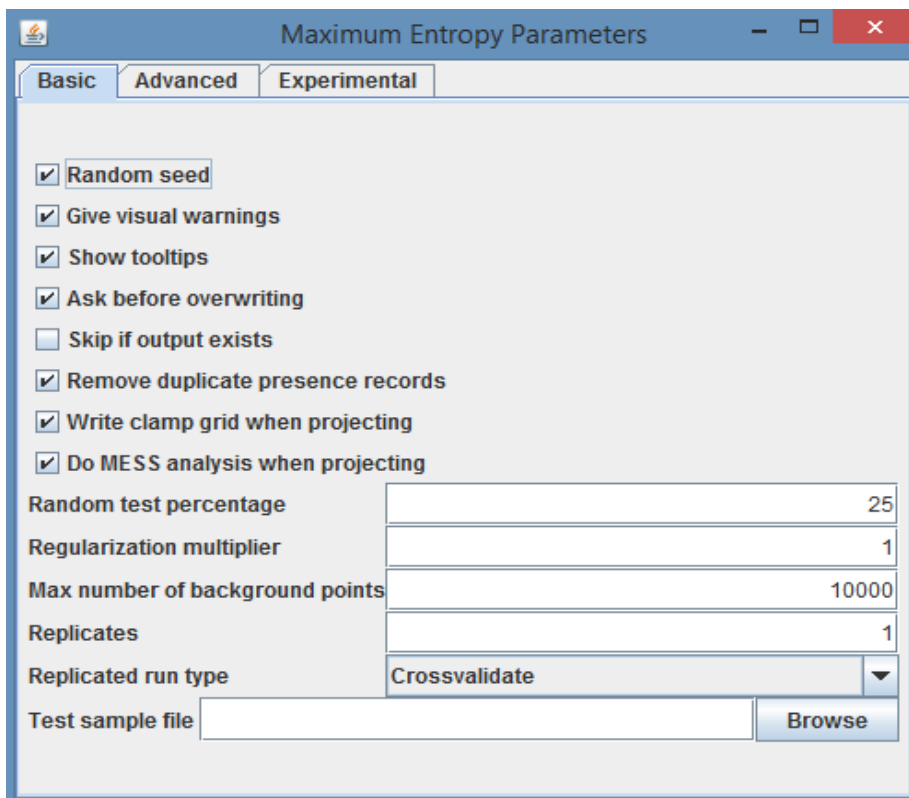 Maximum Entropy Parameters
Basic Advanced Experimental
Random seed
Give visual warnings
Show tooltips
Ask before overwriting
Skip if output exists
Remove duplicate presence records
Write clamp grid when projecting
Do MESS analysis when projecting
Random test percentage 25
Regularization multiplier 1
Max number of background points 10000
Replicates 1
Replicated run type Crossvalidate
Test sample file Browse